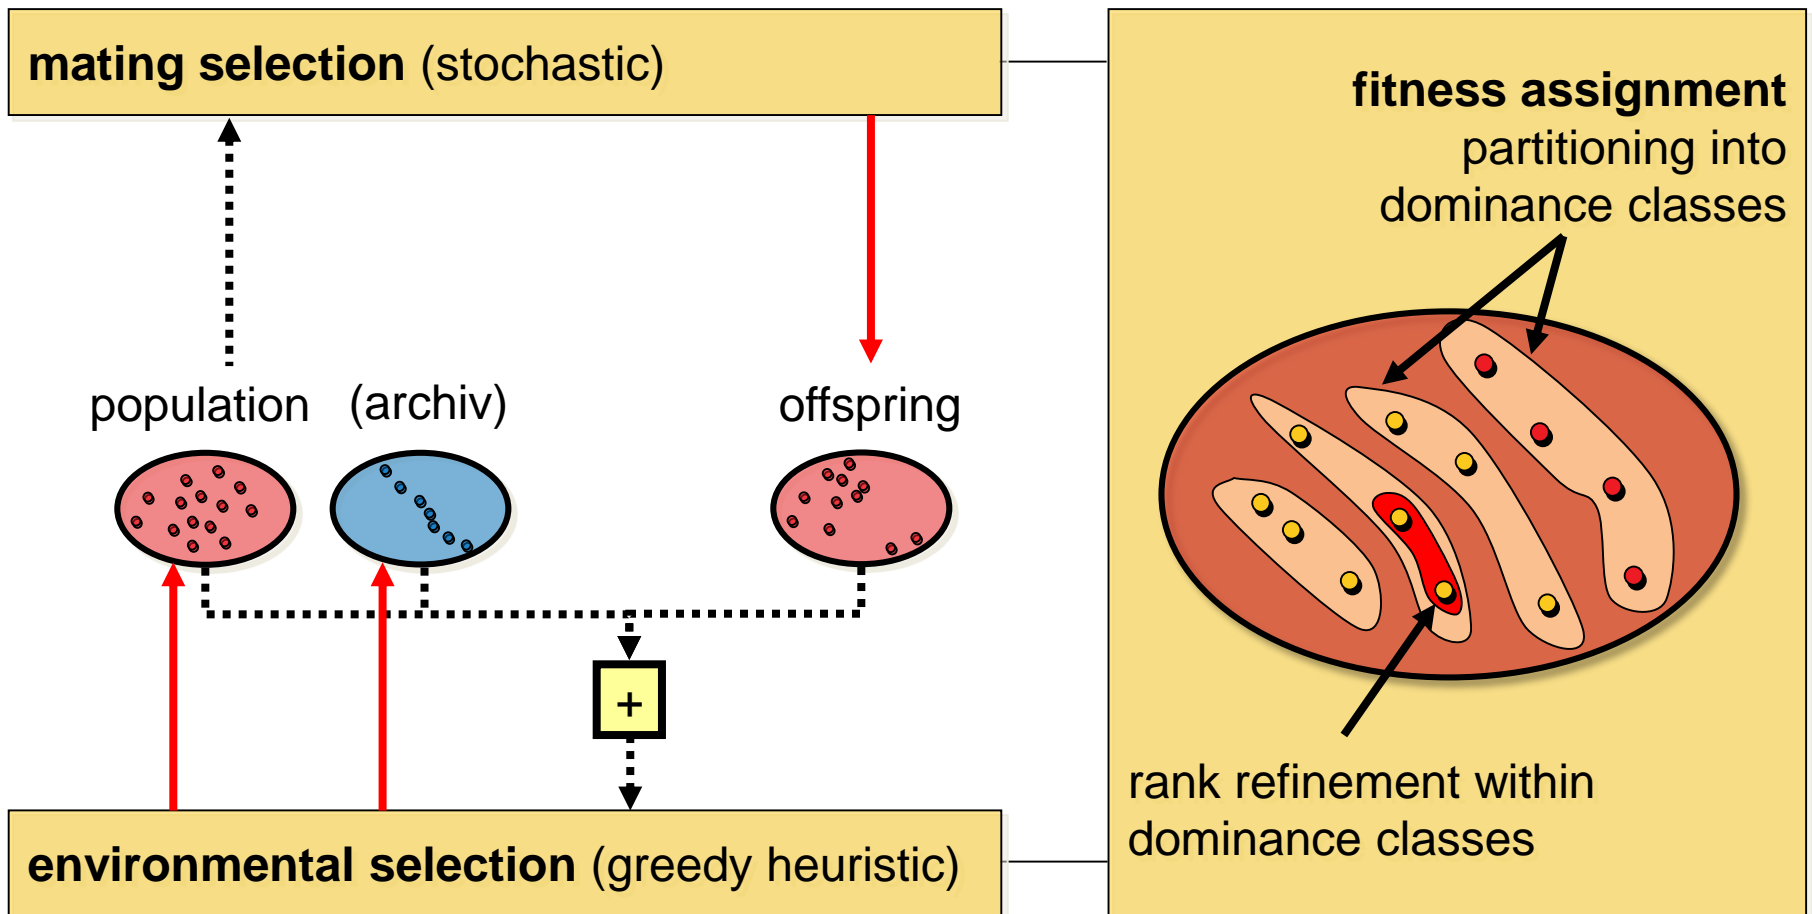 mating selection (stochastic)
fitness assignment
partitioning into
dominance classes
population
(archiv)
offspring
+
rank refinement within
dominance classes
environmental selection (greedy heuristic)